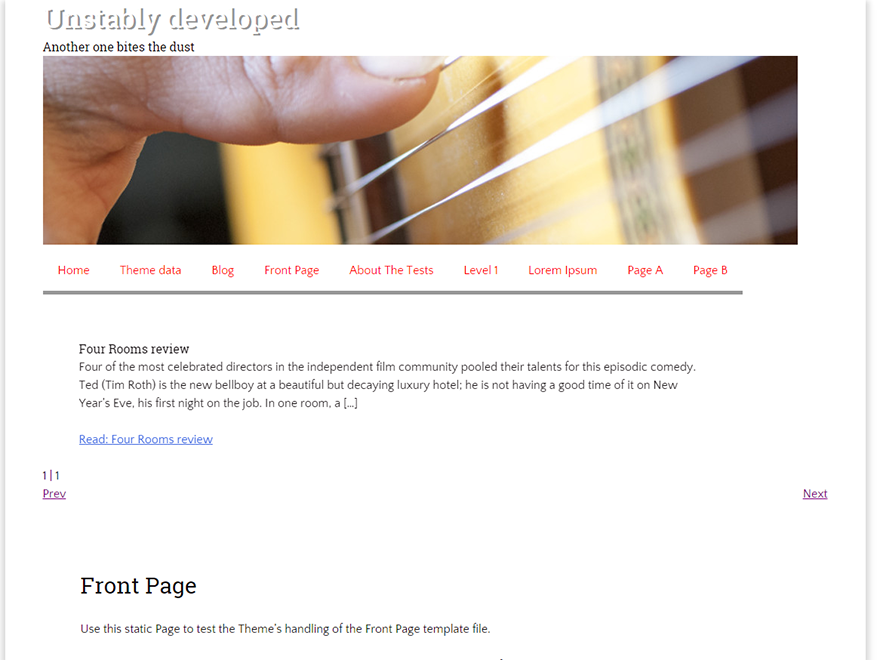 Unstably developed
Another one bites the dust
Home Theme data Blog Front Page About The Tests Level 1 Lorem Ipsum Page A Page B
Four Rooms review
Four of the most celebrated directors in the independent film community pooled their talents for this episodic comedy.
Ted (Tim Roth) is the new bellboy at a beautiful but decaying luxury hotel; he is not having a good time of it on New
Year's Eve, his first night on the job. In one room, a [...]
Read: Four Rooms review
1 | 1
Prev Next
Front Page
Use this static Page to test the Theme's handling of the Front Page template file.